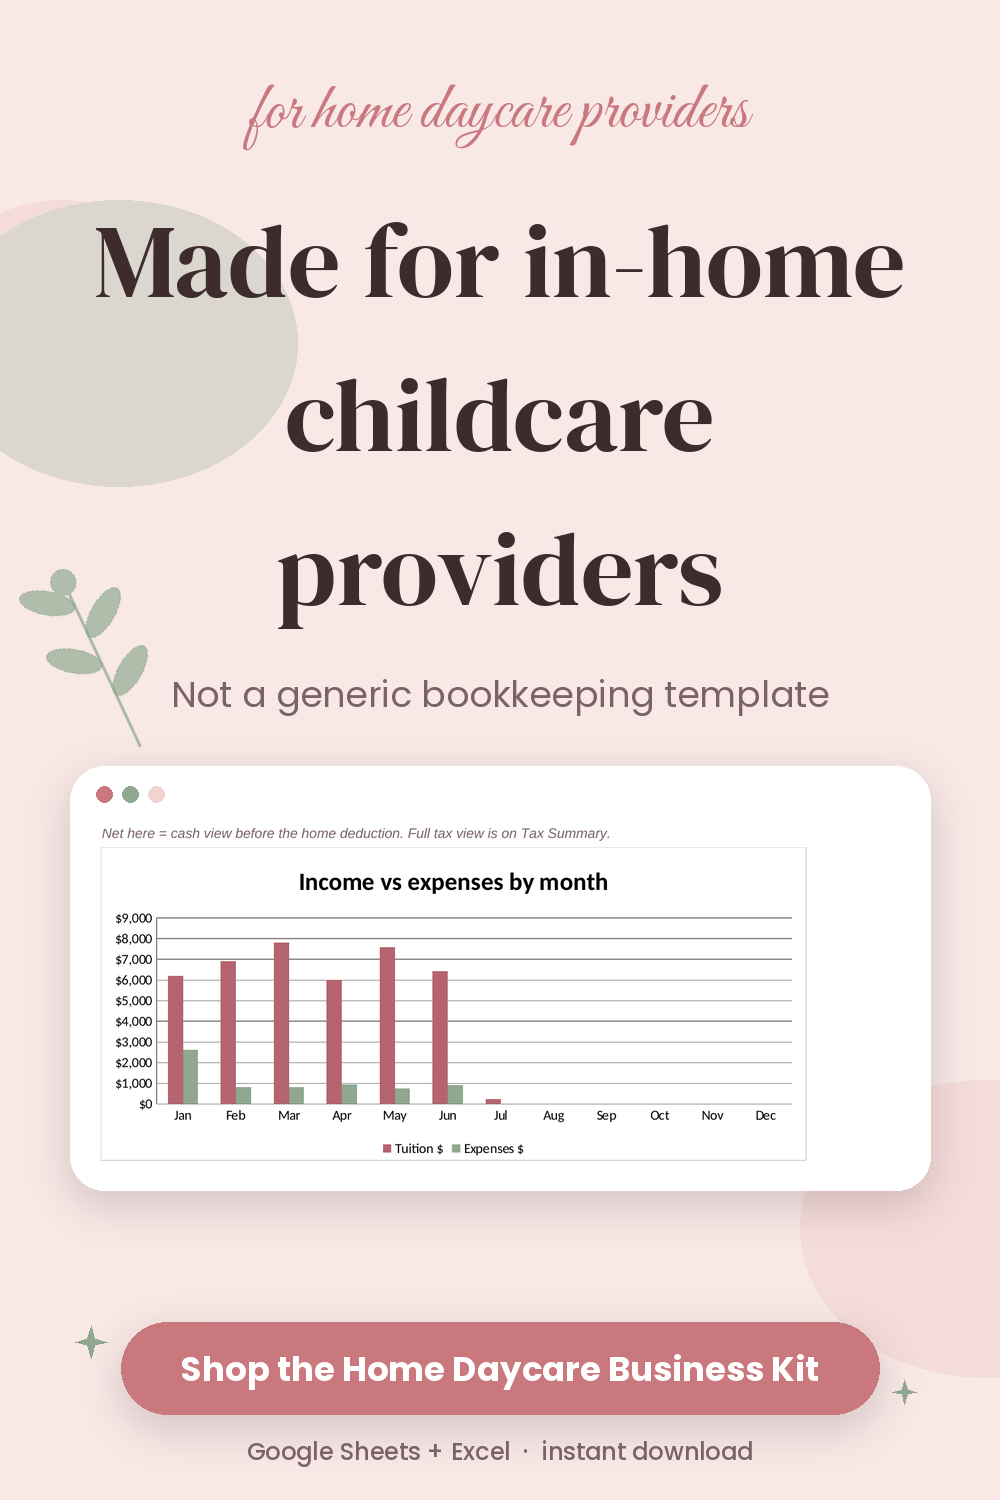 for home daycare providers
Made for in-home
childcare
providers
Not a generic bookkeeping template
Net here = cash view before the home deduction. Full tax view is on Tax Summary.
Income vs expenses by month
$9,000
$8,000
$7,000
$6,000
$5,000
$4,000
$3,000
$2,000
$1,000
$0
Jan Feb Mar Apr May Jun Jul Aug Sep Oct Nov Dec
Tuition $ Expenses $
Shop the Home Daycare Business Kit
Google Sheets + Excel · instant download